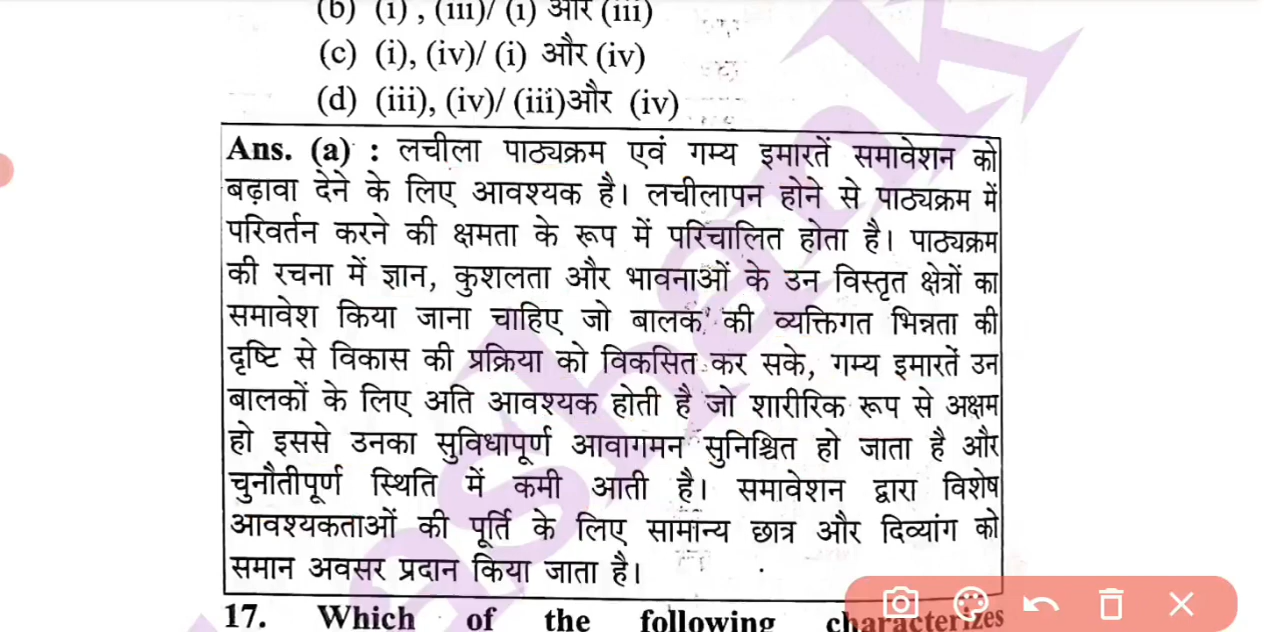 (b) (i) , (iii)/ (i) और (iii)
(c) (i), (iv)/ (i) और (iv)
(d) (iii), (iv)/ (iii)और (iv)
Ans. (a) : लचीला पाठ्यक्रम एवं गम्य इमारतें समावेशन को
बढ़ावा देने के लिए आवश्यक है। लचीलापन होने से पाठ्यक्रम में
परिवर्तन करने की क्षमता के रूप में परिचालित होता है। पाठ्यक्रम
की रचना में ज्ञान, कुशलता और भावनाओं के उन विस्तृत क्षेत्रों का
समावेश किया जाना चाहिए जो बालक की व्यक्तिगत भिन्नता की
दृष्टि से विकास की प्रक्रिया को विकसित कर सके, गम्य इमारतें उन
बालकों के लिए अति आवश्यक होती है जो शारीरिक रूप से अक्षम
हो इससे उनका सुविधापूर्ण आवागमन सुनिश्चित हो जाता है और
चुनौतीपूर्ण स्थिति में कमी आती है। समावेशन द्वारा विशेष
आवश्यकताओं की पूर्ति के लिए सामान्य छात्र और दिव्यांग को
समान अवसर प्रदान किया जाता है।
17. Which of the following characterizes